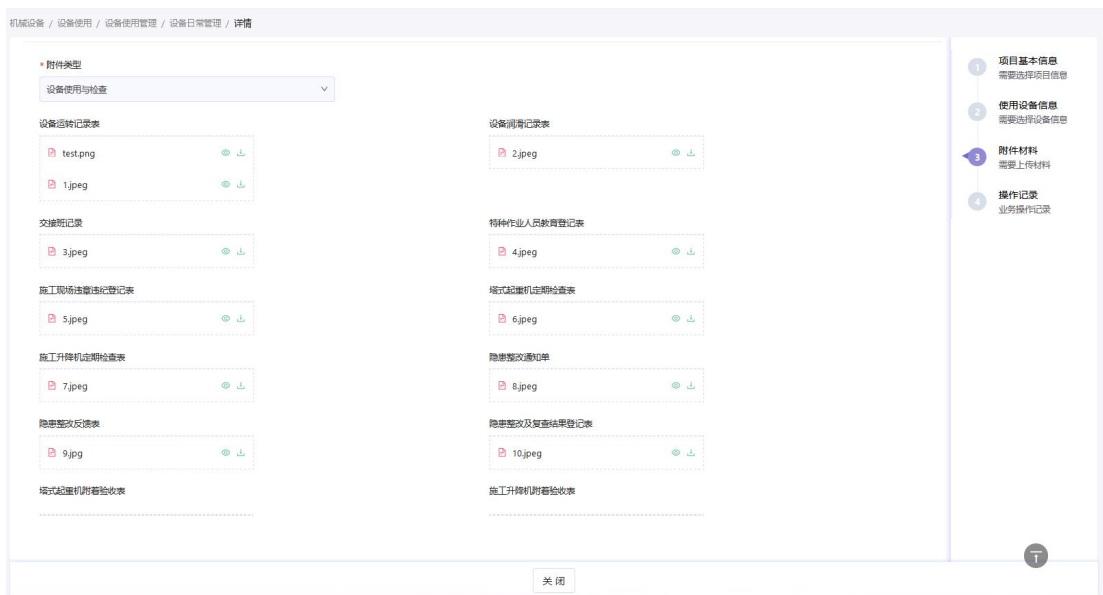 机械设备 / 设备使用 / 设备使用管理 / 设备日常管理 / 详情
* 附件类型
设备使用与检查
设备运转记录表
设备润滑记录表
test.png
2.jpeg
1.jpeg
交接班记录
特种作业人员教育登记表
3.jpeg
4.jpeg
施工现场违章违纪登记表
塔式起重机定期检查表
5.jpeg
6.jpeg
施工升降机定期检查表
隐患整改通知单
7.jpeg
8.jpeg
隐患整改反馈表
隐患整改及复查结果登记表
9.jpg
10.jpeg
塔式起重机附着验收表
施工升降机附着验收表
1
项目基本信息
需要选择项目信息
2
使用设备信息
需要选择设备信息
3
附件材料
需要上传材料
4
操作记录
业务操作记录
关 闭